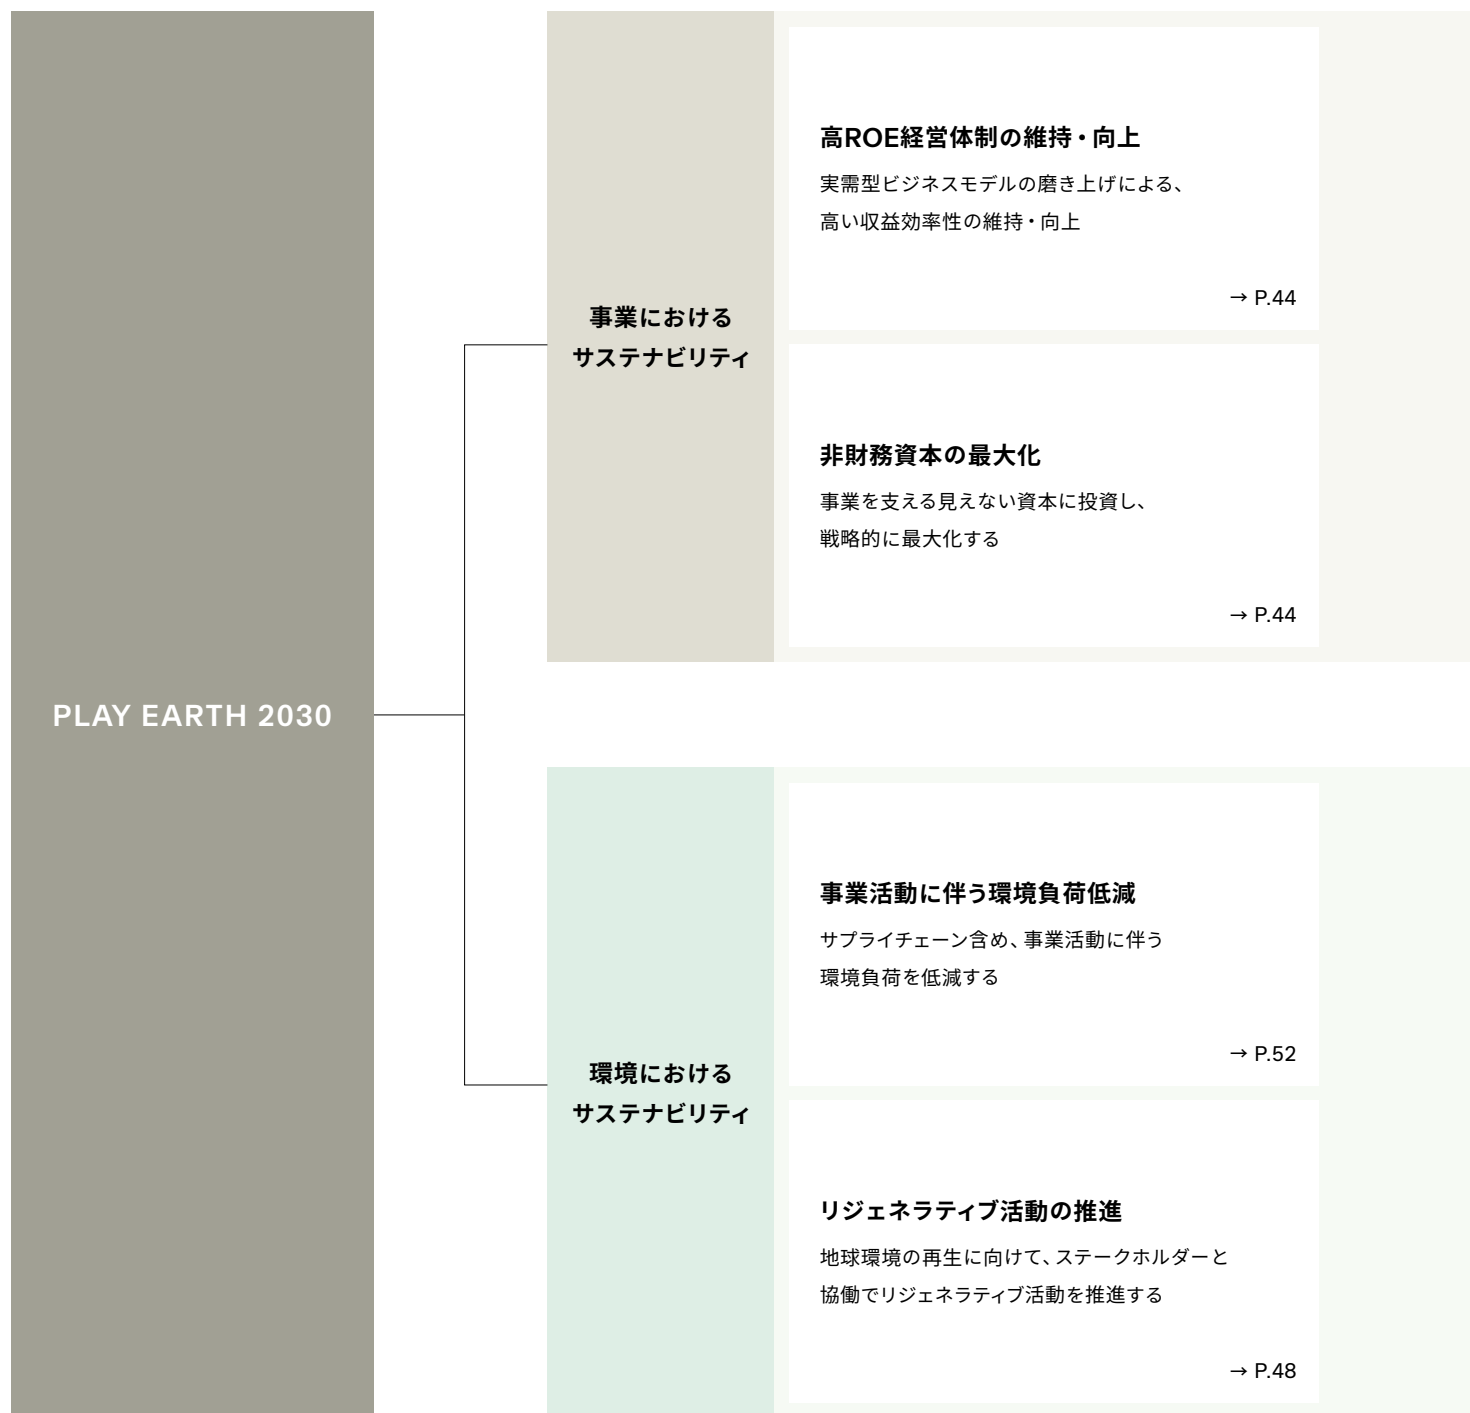 PLAY EARTH 2030
事業における
サステナビリティ
高ROE経営体制の維持・向上
実需型ビジネスモデルの磨き上げによる、
高い収益効率性の維持・向上
→ P.44
非財務資本の最大化
事業を支える見えない資本に投資し、
戦略的に最大化する
→ P.44
環境における
サステナビリティ
事業活動に伴う環境負荷低減
サプライチェーン含め、事業活動に伴う
環境負荷を低減する
→ P.52
リジェネラティブ活動の推進
地球環境の再生に向けて、ステークホルダーと
協働でリジェネラティブ活動を推進する
→ P.48